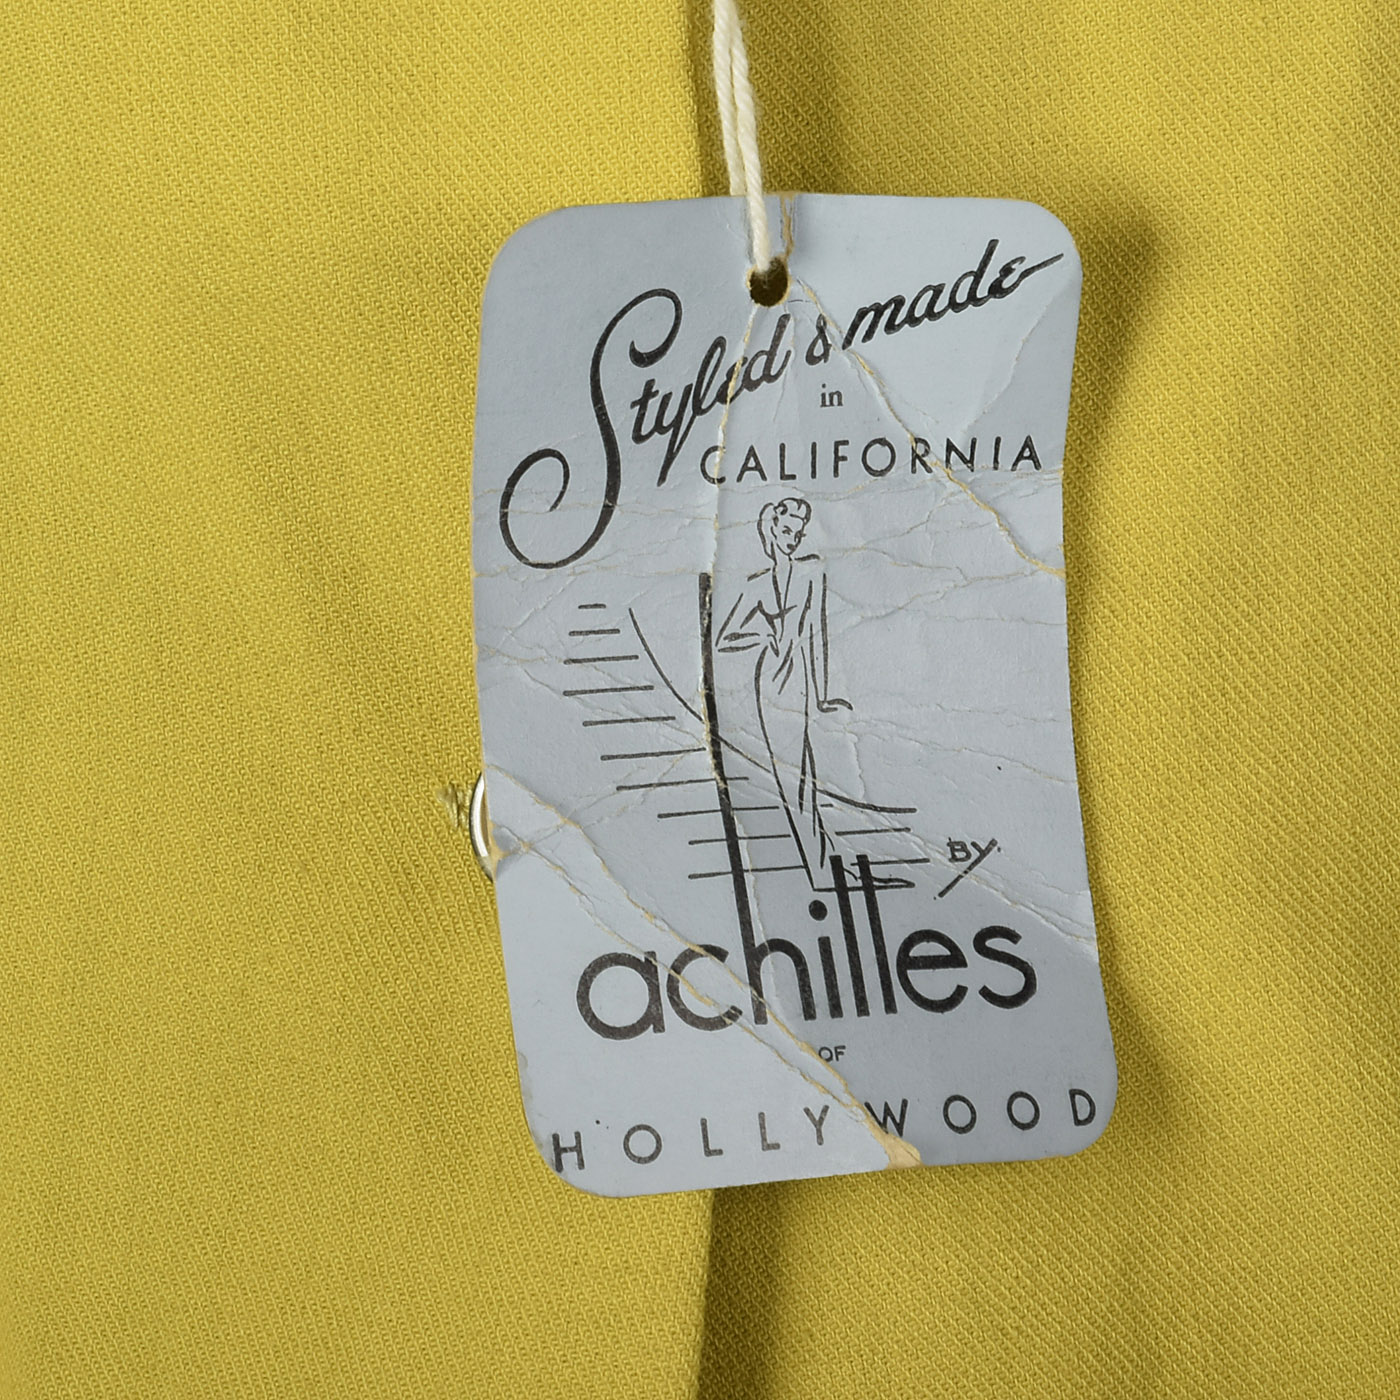 Styled & made
in
CALIFORNIA
BY
achilles
OF
HOLLYWOOD